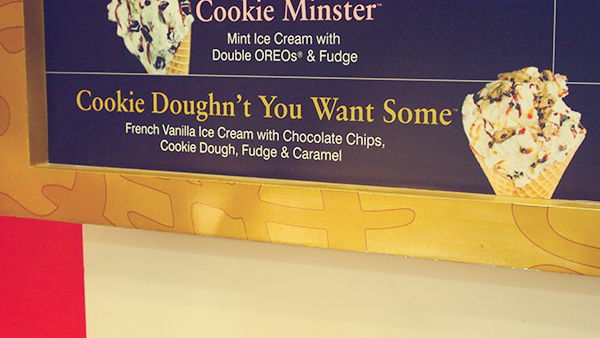 Cookie Minster™
Mint Ice Cream with
Double OREOs® & Fudge
Cookie Doughn't You Want Some™
French Vanilla Ice Cream with Chocolate Chips,
Cookie Dough, Fudge & Caramel